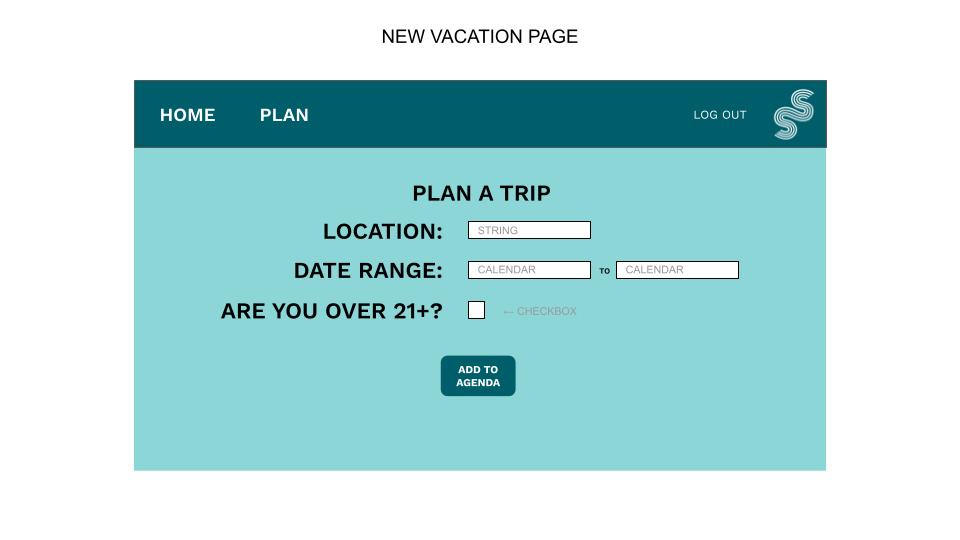 NEW VACATION PAGE
HOME PLAN LOG OUT
PLAN A TRIP
LOCATION: STRING
DATE RANGE: CALENDAR TO CALENDAR
ARE YOU OVER 21+? ← CHECKBOX
ADD TO
AGENDA